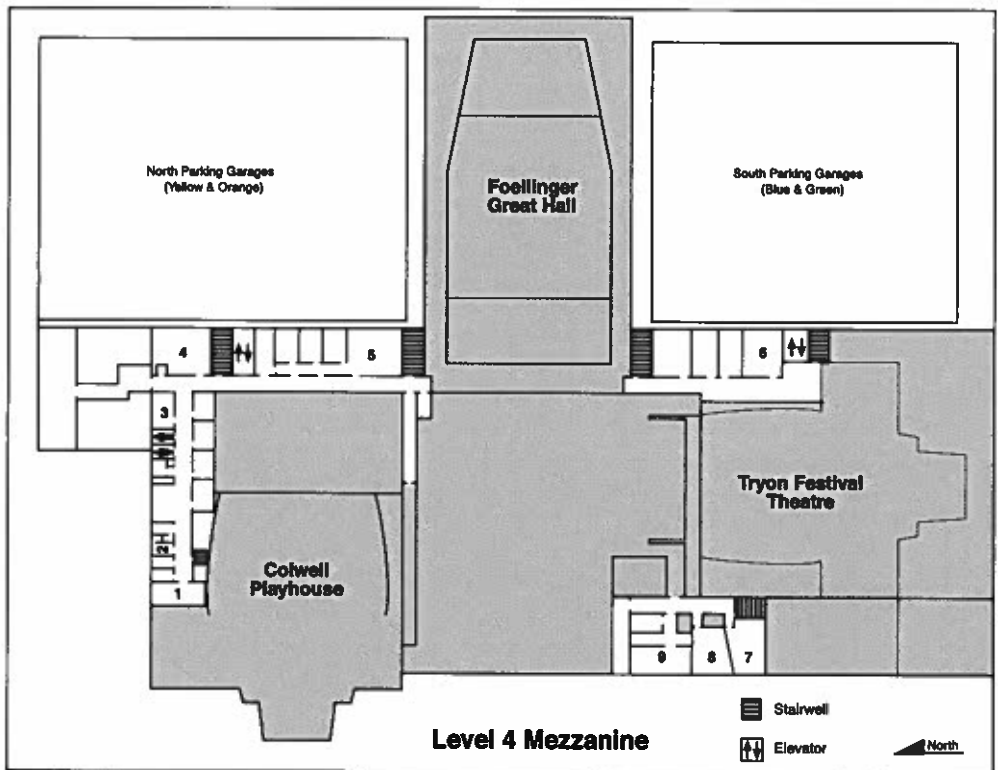 North Parking Garages
(Yellow & Orange)
Foellinger
Great Hall
South Parking Garages
(Blue & Green)
4
5
6
3
Tryon Festival
Theatre
2
Colwell
Playhouse
1
9
8
7
Stairwell
Level 4 Mezzanine
Elevator
North